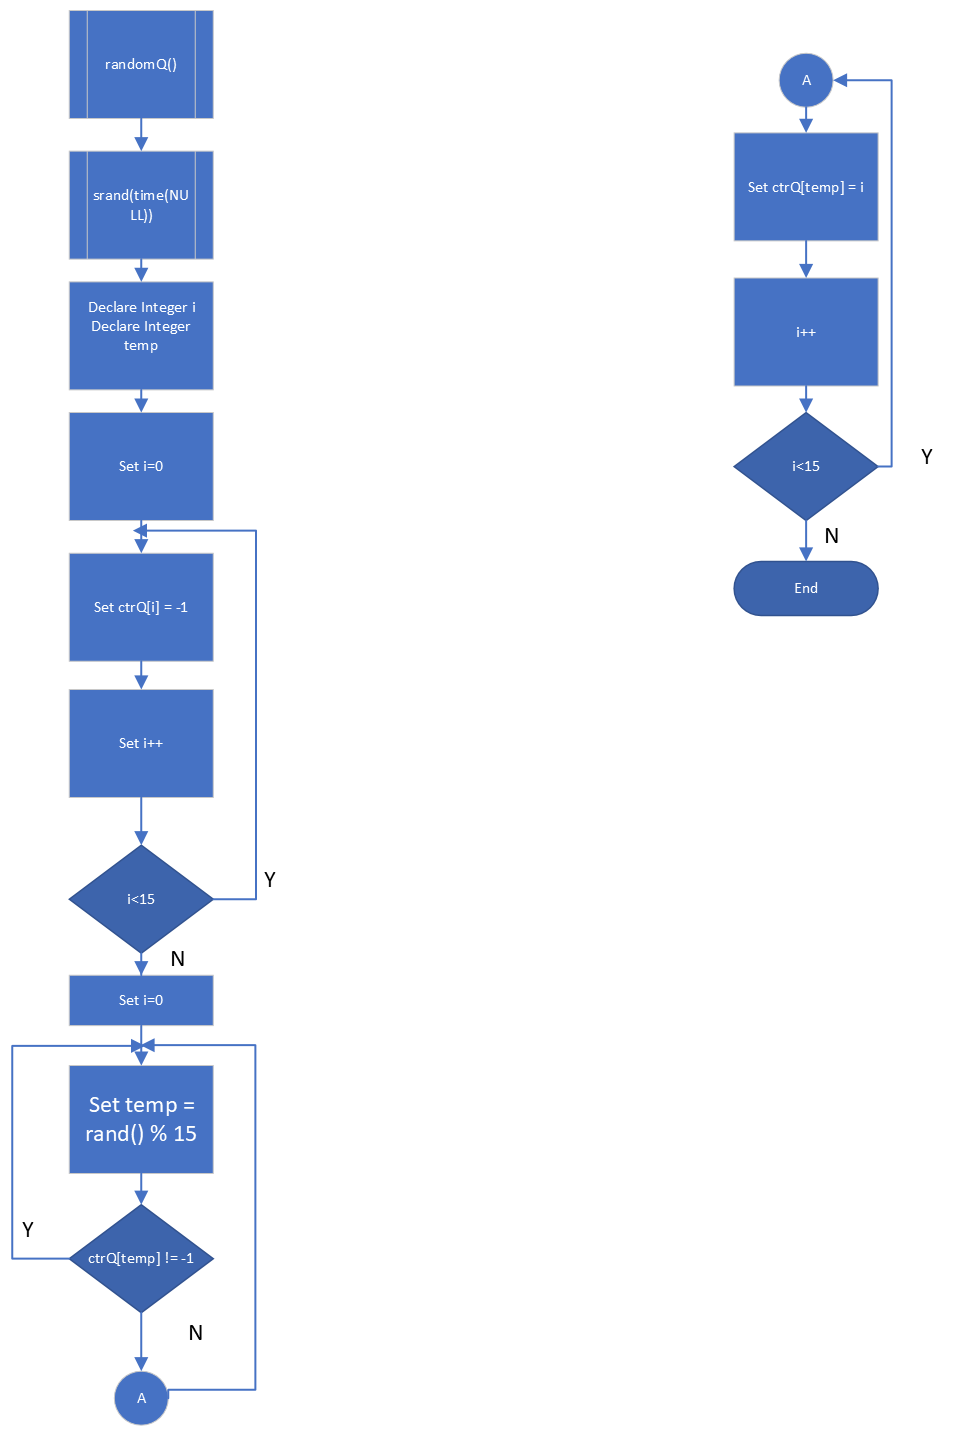 randomQ()
srand(time(NU
LL))
Declare Integer i
Declare Integer
temp
Set i=0
Set ctrQ[i] = -1
Set i++
i<15
Y
N
Set i=0
Set temp =
rand() % 15
ctrQ[temp] != -1
Y
N
A
A
Set ctrQ[temp] = i
i++
i<15
Y
N
End